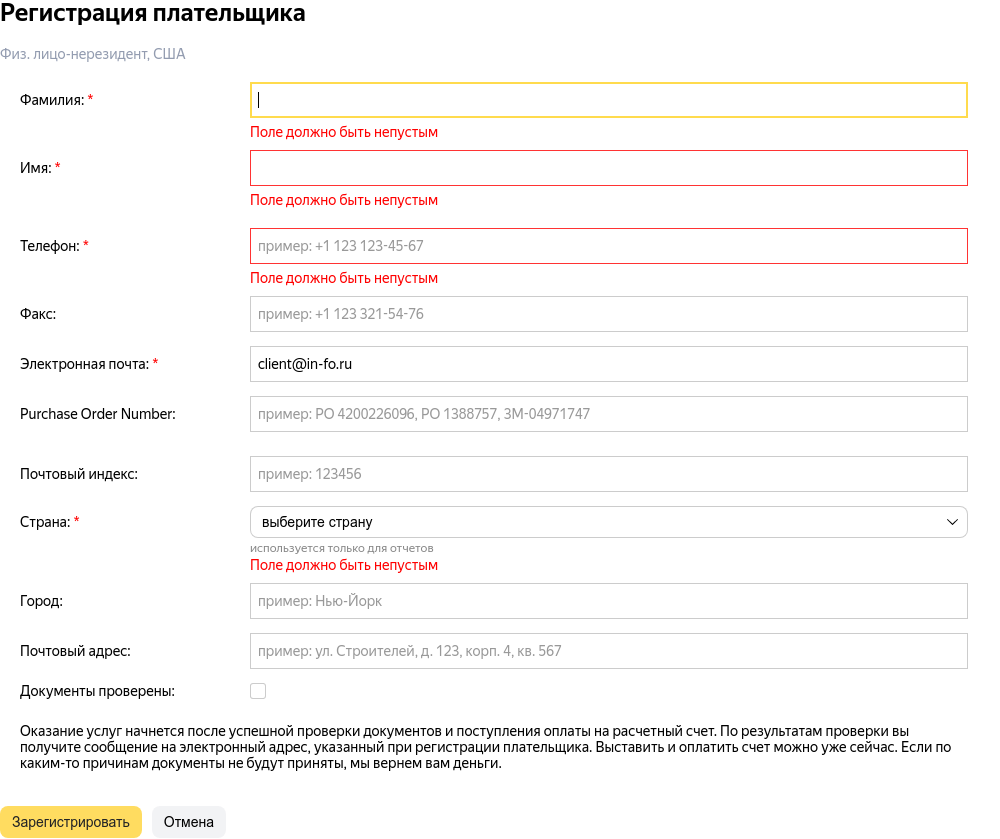 Регистрация плательщика
Физ. лицо-нерезидент, США
Фамилия: *
Поле должно быть непустым
Имя: *
Поле должно быть непустым
Телефон: * пример: +1 123 123-45-67
Поле должно быть непустым
Факс: пример: +1 123 321-54-76
Электронная почта: * client@in-fo.ru
Purchase Order Number: пример: PO 4200226096, PO 1388757, 3M-04971747
Почтовый индекс: пример: 123456
Страна: * выберите страну
используется только для отчетов
Поле должно быть непустым
Город: пример: Нью-Йорк
Почтовый адрес: пример: ул. Строителей, д. 123, корп. 4, кв. 567
Документы проверены:
Оказание услуг начнется после успешной проверки документов и поступления оплаты на расчетный счет. По результатам проверки вы
получите сообщение на электронный адрес, указанный при регистрации плательщика. Выставить и оплатить счет можно уже сейчас. Если по
каким-то причинам документы не будут приняты, мы вернем вам деньги.
Зарегистрировать Отмена